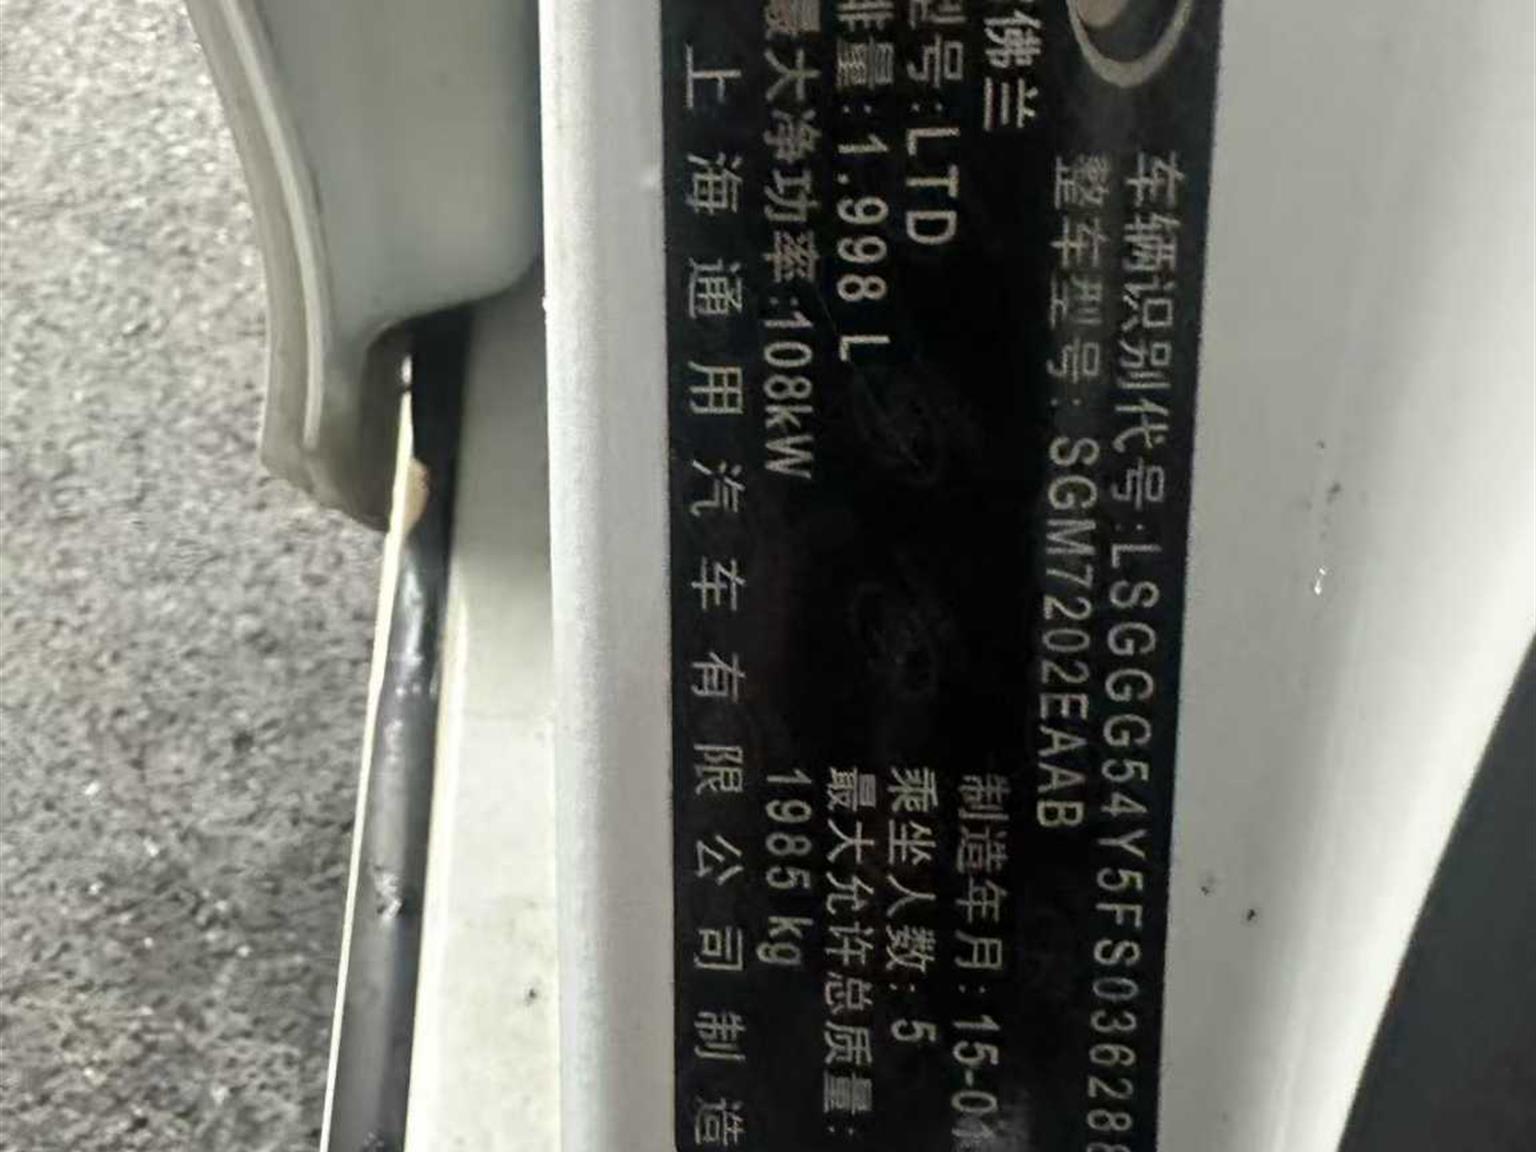 车辆识别代号:LSGGG54Y5FS03628
整车型号: SGM7202EAAB
佛兰
制造年月: 15-0
型号:LTD
乘坐人数: 5
排量:1.998 L
最大允许总质量:
最大净功率:108kW
1985 kg
上海通用汽车有限公司制造